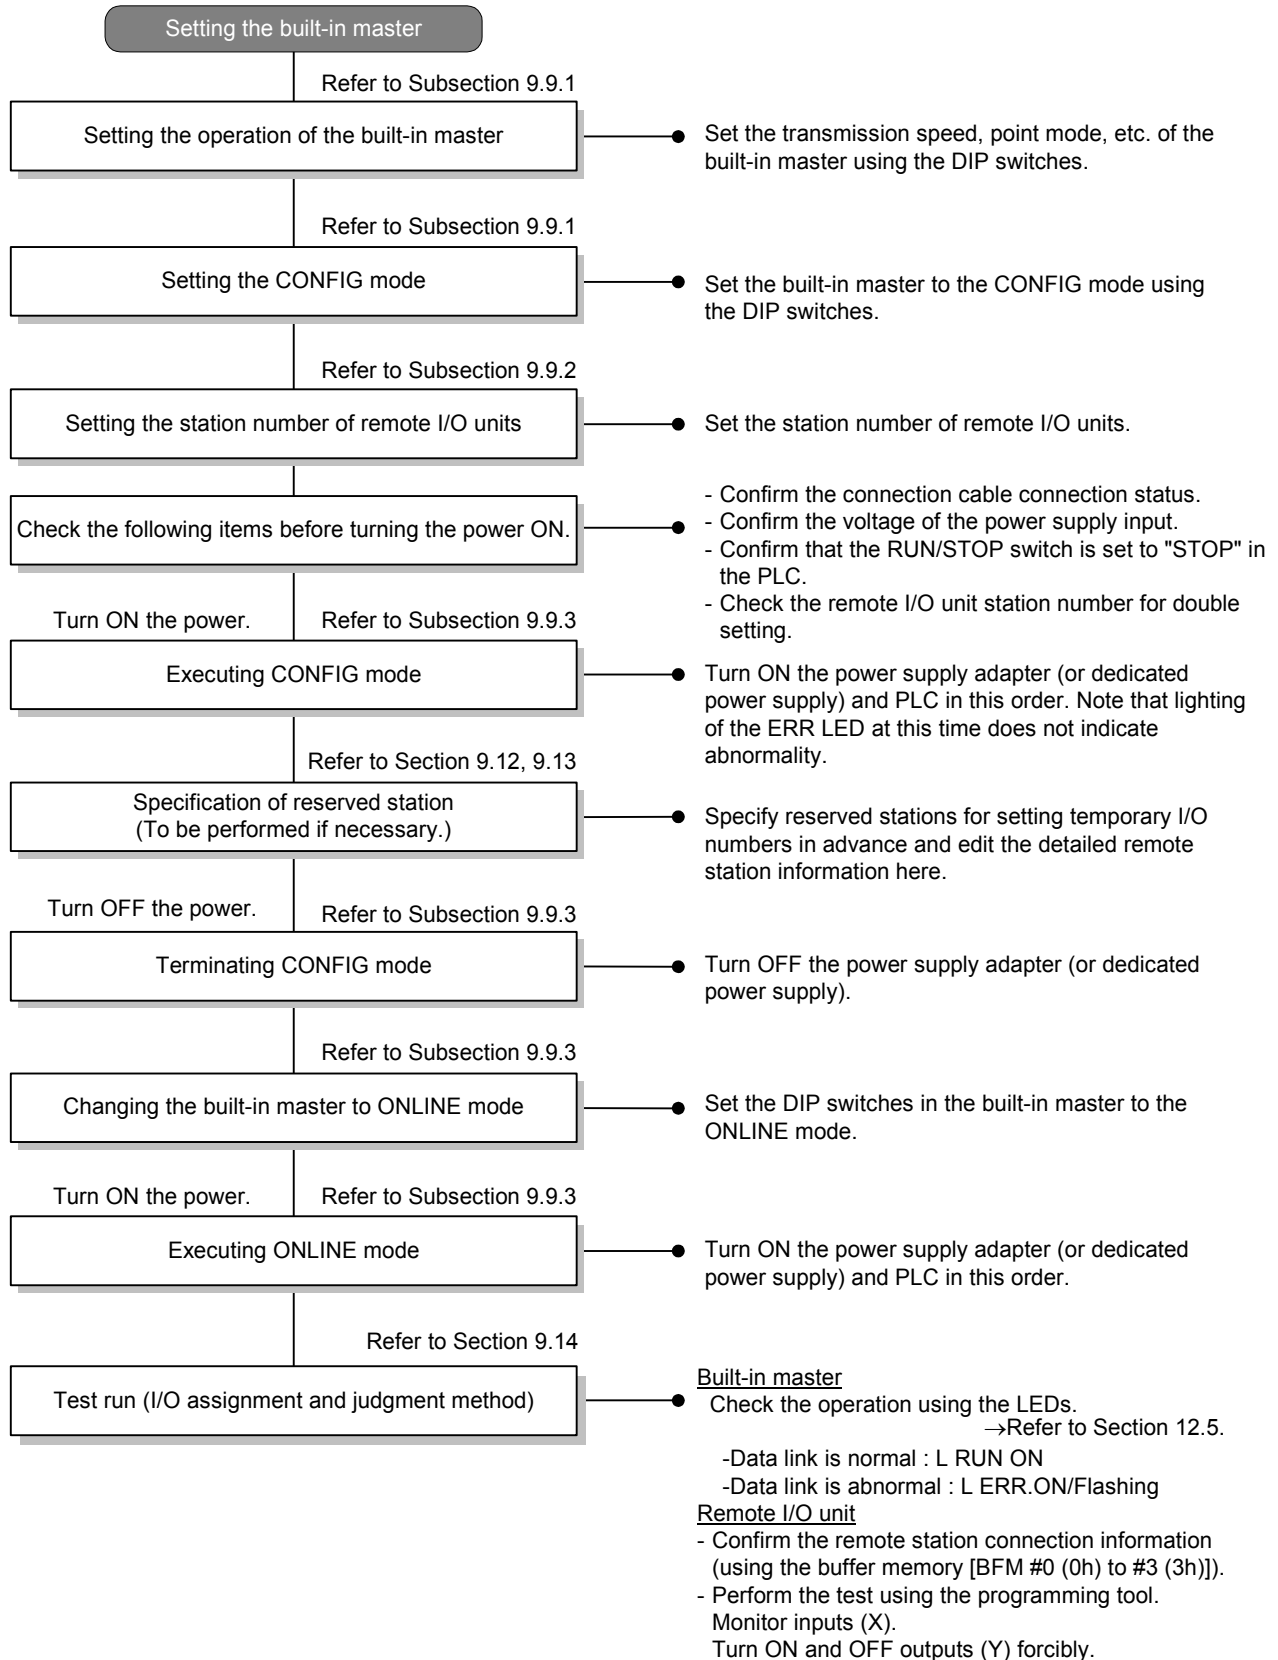 Setting the built-in master
Refer to Subsection 9.9.1
Setting the operation of the built-in master
Set the transmission speed, point mode, etc. of the
built-in master using the DIP switches.
Refer to Subsection 9.9.1
Setting the CONFIG mode
Set the built-in master to the CONFIG mode using
the DIP switches.
Refer to Subsection 9.9.2
Setting the station number of remote I/O units
Set the station number of remote I/O units.
Check the following items before turning the power ON.
- Confirm the connection cable connection status.
- Confirm the voltage of the power supply input.
- Confirm that the RUN/STOP switch is set to "STOP" in
the PLC.
- Check the remote I/O unit station number for double
setting.
Turn ON the power.
Refer to Subsection 9.9.3
Executing CONFIG mode
Turn ON the power supply adapter (or dedicated
power supply) and PLC in this order. Note that lighting
of the ERR LED at this time does not indicate
abnormality.
Refer to Section 9.12, 9.13
Specification of reserved station
(To be performed if necessary.)
Specify reserved stations for setting temporary I/O
numbers in advance and edit the detailed remote
station information here.
Turn OFF the power.
Refer to Subsection 9.9.3
Terminating CONFIG mode
Turn OFF the power supply adapter (or dedicated
power supply).
Refer to Subsection 9.9.3
Changing the built-in master to ONLINE mode
Set the DIP switches in the built-in master to the
ONLINE mode.
Turn ON the power.
Refer to Subsection 9.9.3
Executing ONLINE mode
Turn ON the power supply adapter (or dedicated
power supply) and PLC in this order.
Refer to Section 9.14
Test run (I/O assignment and judgment method)
Built-in master
Check the operation using the LEDs.
→Refer to Section 12.5.
-Data link is normal : L RUN ON
-Data link is abnormal : L ERR.ON/Flashing
Remote I/O unit
- Confirm the remote station connection information
(using the buffer memory [BFM #0 (0h) to #3 (3h)]).
- Perform the test using the programming tool.
Monitor inputs (X).
Turn ON and OFF outputs (Y) forcibly.